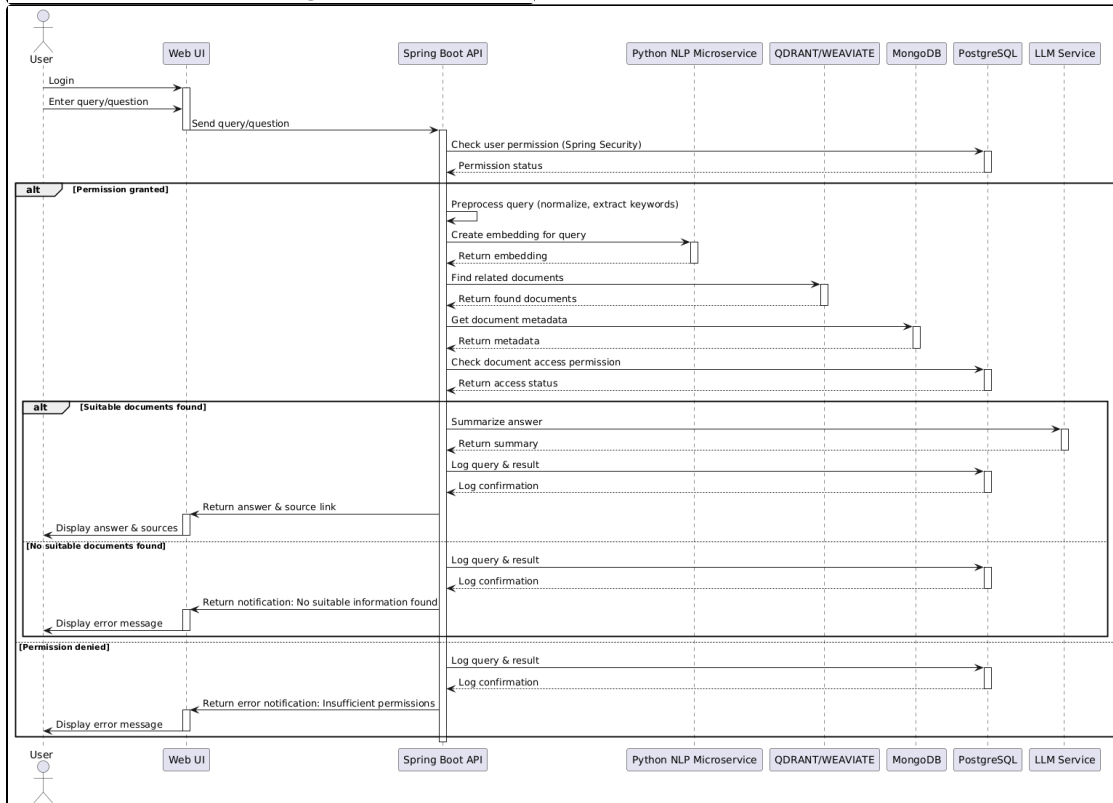 User
Web UI
Spring Boot API
Python NLP Microservice
QDRANT/WEAVIATE
MongoDB
PostgreSQL
LLM Service
Login
Enter query/question
Send query/question
Check user permission (Spring Security)
Permission status
alt [Permission granted]
Preprocess query (normalize, extract keywords)
Create embedding for query
Return embedding
Find related documents
Return found documents
Get document metadata
Return metadata
Check document access permission
Return access status
alt [Suitable documents found]
Summarize answer
Return summary
Log query & result
Log confirmation
Return answer & source link
Display answer & sources
[No suitable documents found]
Log query & result
Log confirmation
Return notification: No suitable information found
Display error message
[Permission denied]
Log query & result
Log confirmation
Return error notification: Insufficient permissions
Display error message
User
Web UI
Spring Boot API
Python NLP Microservice
QDRANT/WEAVIATE
MongoDB
PostgreSQL
LLM Service